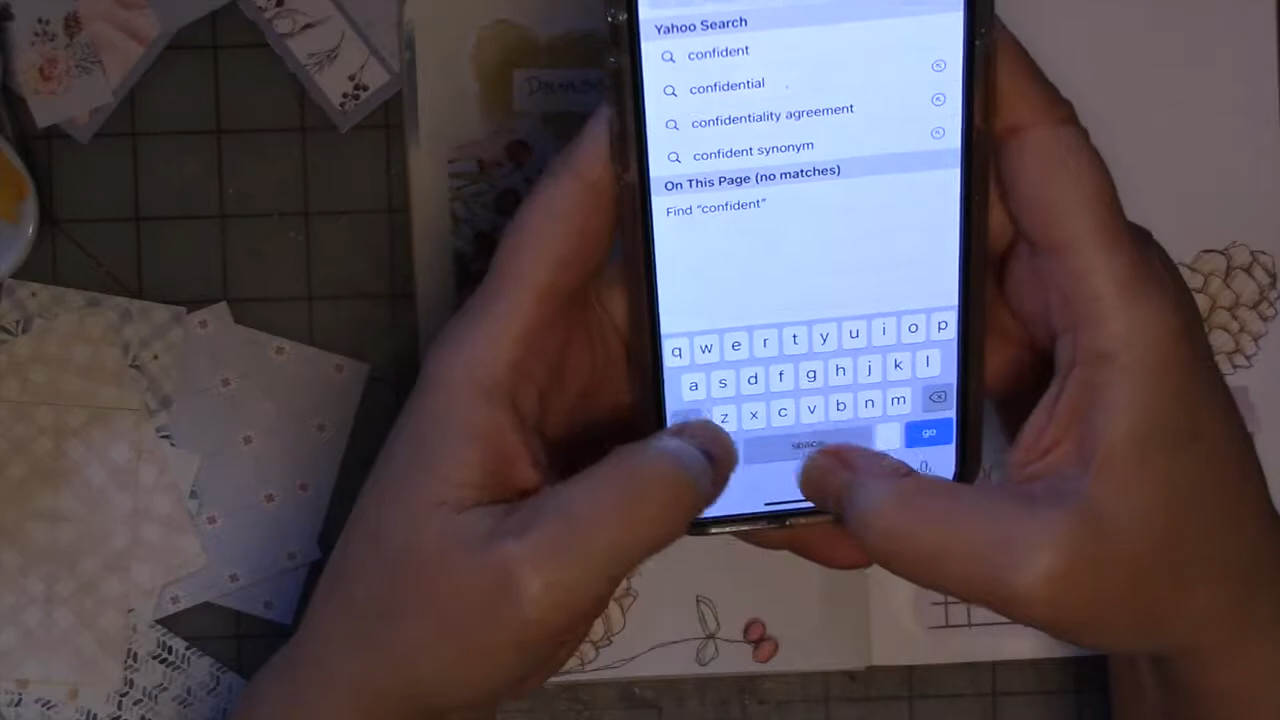 Yahoo Search
confident
confidential
confidentiality agreement
confident synonym
On This Page (no matches)
Find "confident"
q w e r t y u i o p
a s d f g h j k l
z x c v b n m
space go